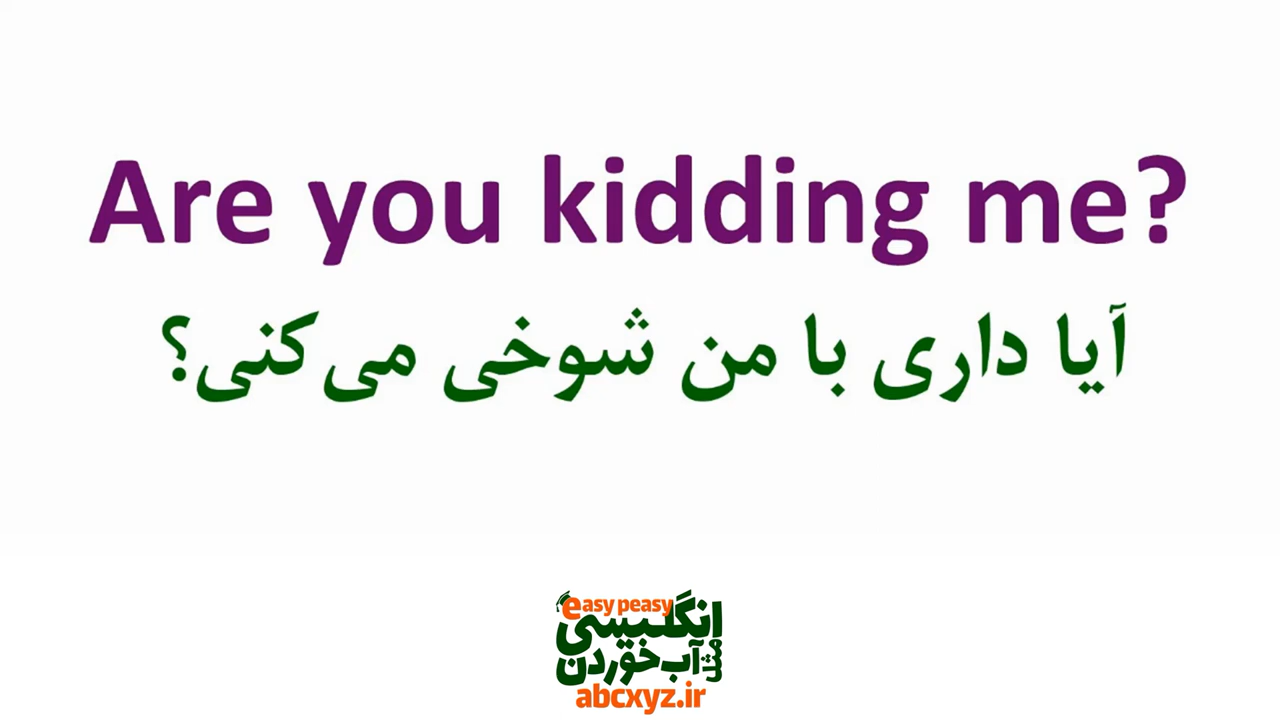 Are you kidding me?
آیا داری با من شوخی می‌کنی؟
easy peasy
انگلیسی
مثل آب خوردن
abcxyz.ir